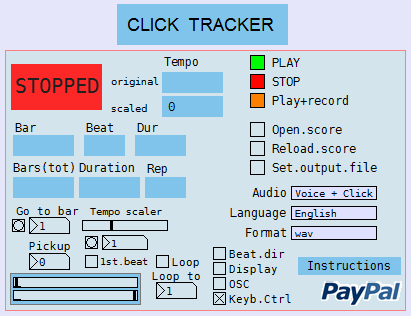 CLICK TRACKER
Tempo
STOPPED
original
scaled 0
PLAY
STOP
Play+record
Bar Beat Dur
Bars(tot) Duration Rep
Open.score
Reload.score
Set.output.file
Audio Voice + Click
Language English
Format wav
Go to bar Tempo scaler
1
1
Pickup
0
1st.beat Loop
Loop to
1
Beat.dir
Display
OSC
Keyb.Ctrl
Instructions
PayPal